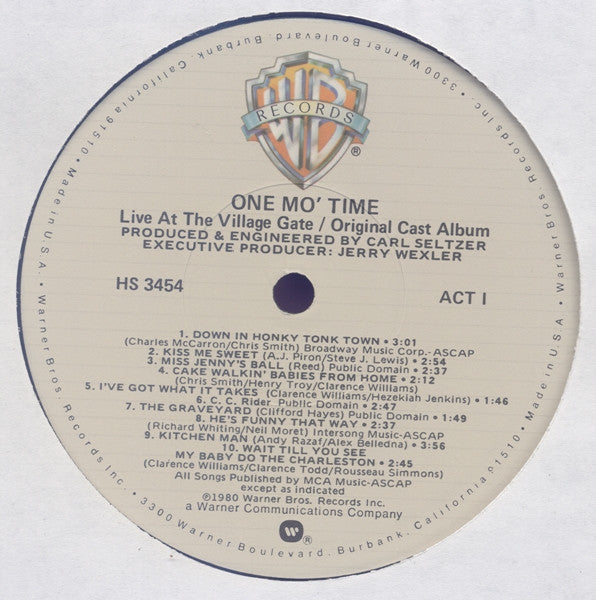 WB
RECORDS
®
ONE MO' TIME
Live At The Village Gate / Original Cast Album
PRODUCED & ENGINEERED BY CARL SELTZER
EXECUTIVE PRODUCER: JERRY WEXLER
HS 3454
ACT I
1. DOWN IN HONKY TONK TOWN • 3:01
(Charles McCarron/Chris Smith) Broadway Music Corp.-ASCAP
2. KISS ME SWEET (A.J. Piron/Steve J. Lewis) • 2:54
3. MISS JENNY'S BALL (Reed) Public Domain • 2:54
4. CAKE WALKIN' BABIES FROM HOME • 2:12
(Chris Smith/Henry Troy/Clarence Williams)
5. I'VE GOT WHAT IT TAKES (Clarence Williams/Hezekiah Jenkins) • 1:46
6. C. C. Rider Public Domain • 2:47
7. THE GRAVEYARD (Clifford Hayes) Public Domain • 1:49
8. HE'S FUNNY THAT WAY • 2:37
(Richard Whiting/Neil Moret) Intersong Music-ASCAP
9. KITCHEN MAN (Andy Razaf/Alex Belledna) • 3:56
10. WAIT TILL YOU SEE
MY BABY DO THE CHARLESTON • 2:45
(Clarence Williams/Clarence Todd/Rousseau Simmons)
All Songs Published by MCA Music-ASCAP
except as indicated
℗1980 Warner Bros. Records Inc.
a Warner Communications Company
W®
Made in U.S.A. • Warner Bros. Records Inc. • 3300 Warner Boulevard, Burbank, California 91510 • Made in U.S.A. • Warner Bros. Records Inc. • 3300 Warner Boulevard, Burbank, California 91510 •